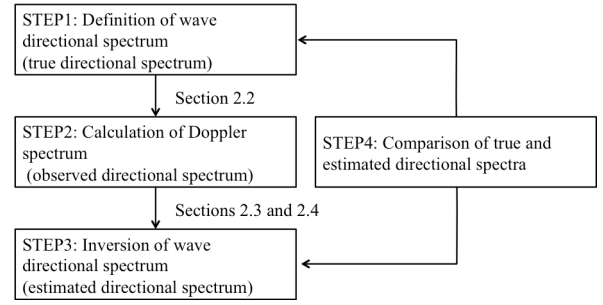 STEP1: Definition of wave
directional spectrum
(true directional spectrum)
Section 2.2
STEP2: Calculation of Doppler
spectrum
(observed directional spectrum)
STEP4: Comparison of true and
estimated directional spectra
Sections 2.3 and 2.4
STEP3: Inversion of wave
directional spectrum
(estimated directional spectrum)